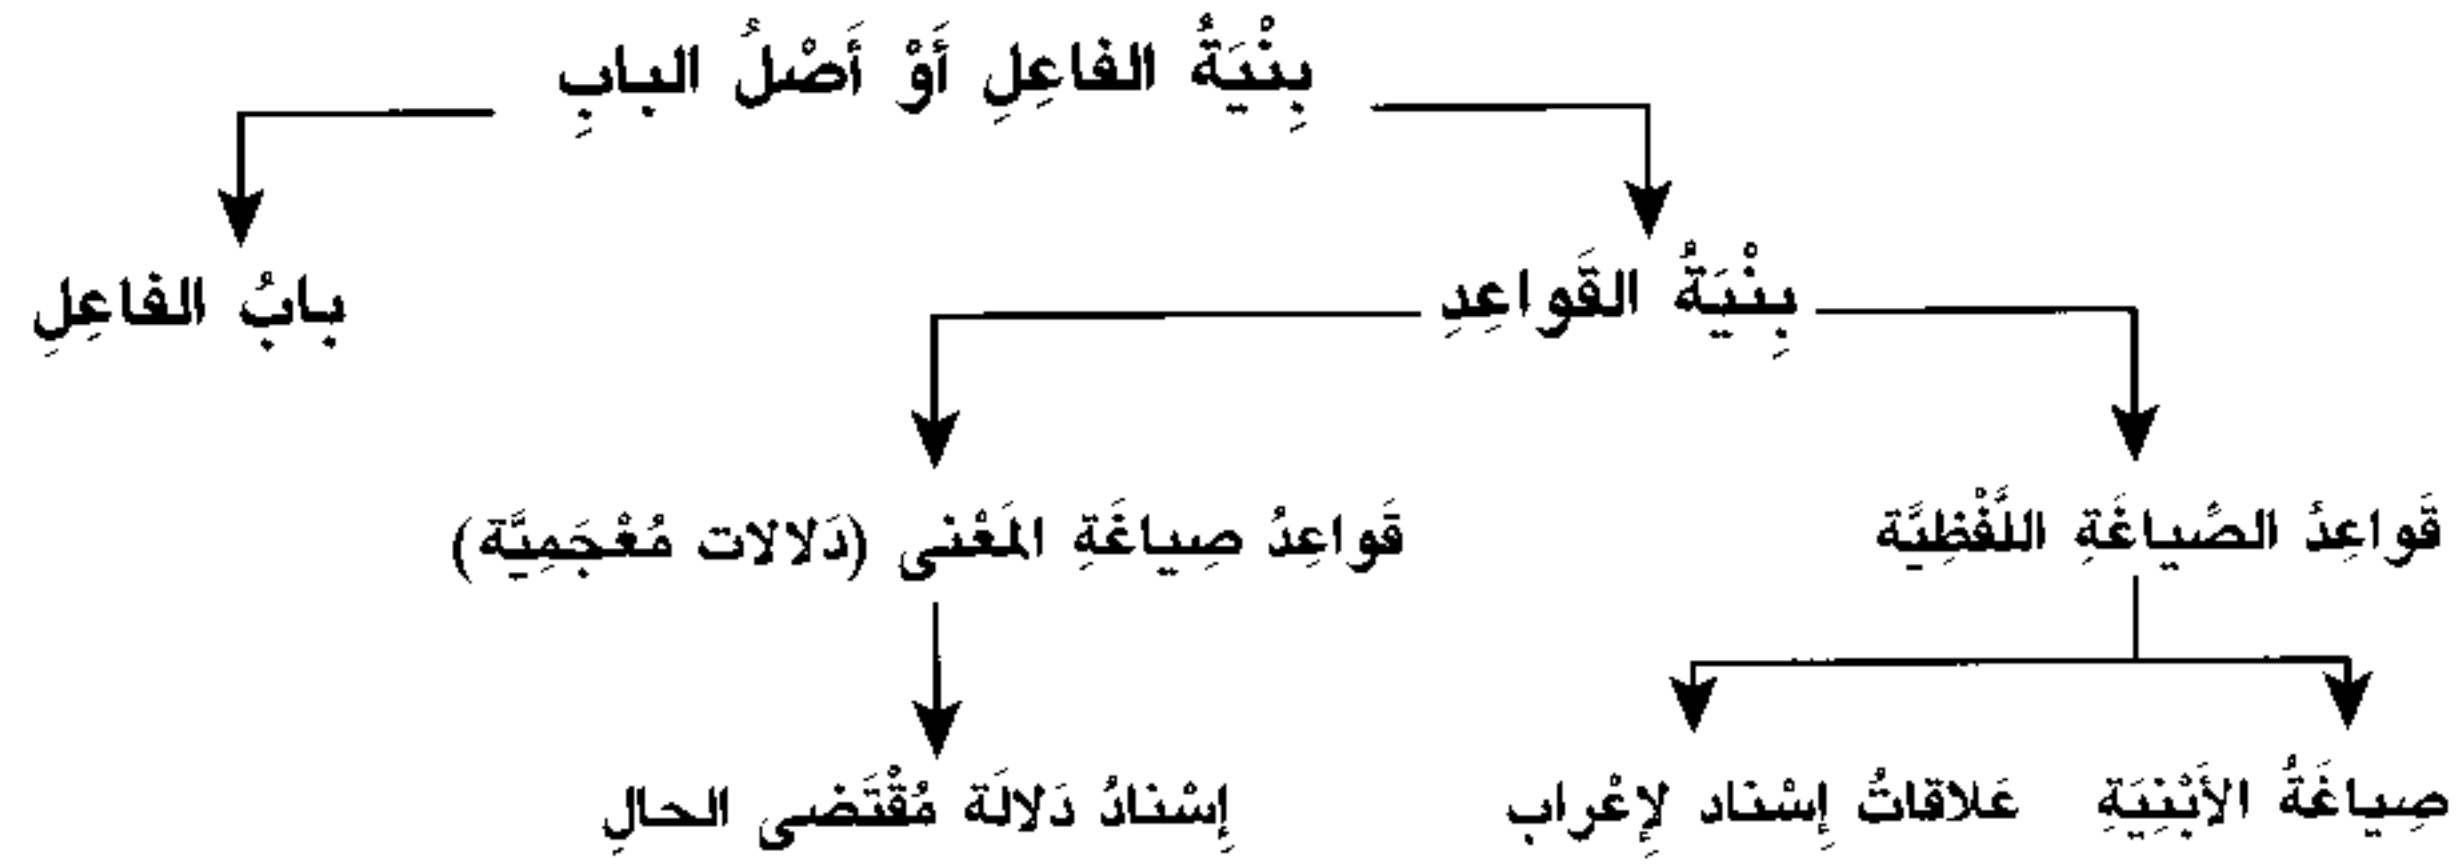 بِنْيَةُ الفاعِلِ أَوْ أَصْلُ البابِ
بِنْيَةُ القَواعِدِ
بابُ الفاعِلِ
قَواعِدُ الصِّياغَةِ اللَّفْظِيَّة
قَواعِدُ صِياغَةِ المَعْنى (دَلالات مُعْجَمِيَّة)
صِياغَةُ الأَبْنِيَةِ
عَلاقاتُ إِسْنَاد لِإعْراب
إِسْنادُ دَلالَة مُقْتَضى الحالِ